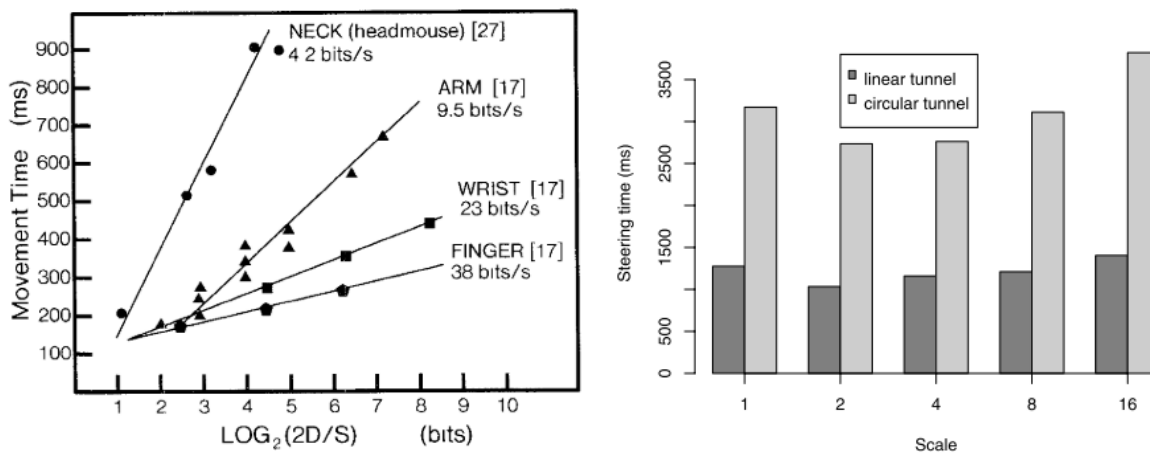 NECK (headmouse) [27]
4 2 bits/s
ARM [17]
9.5 bits/s
WRIST [17]
23 bits/s
FINGER [17]
38 bits/s
Movement Time (ms)
900
800
700
600
500
400
300
200
100
1 2 3 4 5 6 7 8 9 10
LOG2(2D/S) (bits)
linear tunnel
circular tunnel
Steering time (ms)
3500
2500
1500
500
0
1 2 4 8 16
Scale